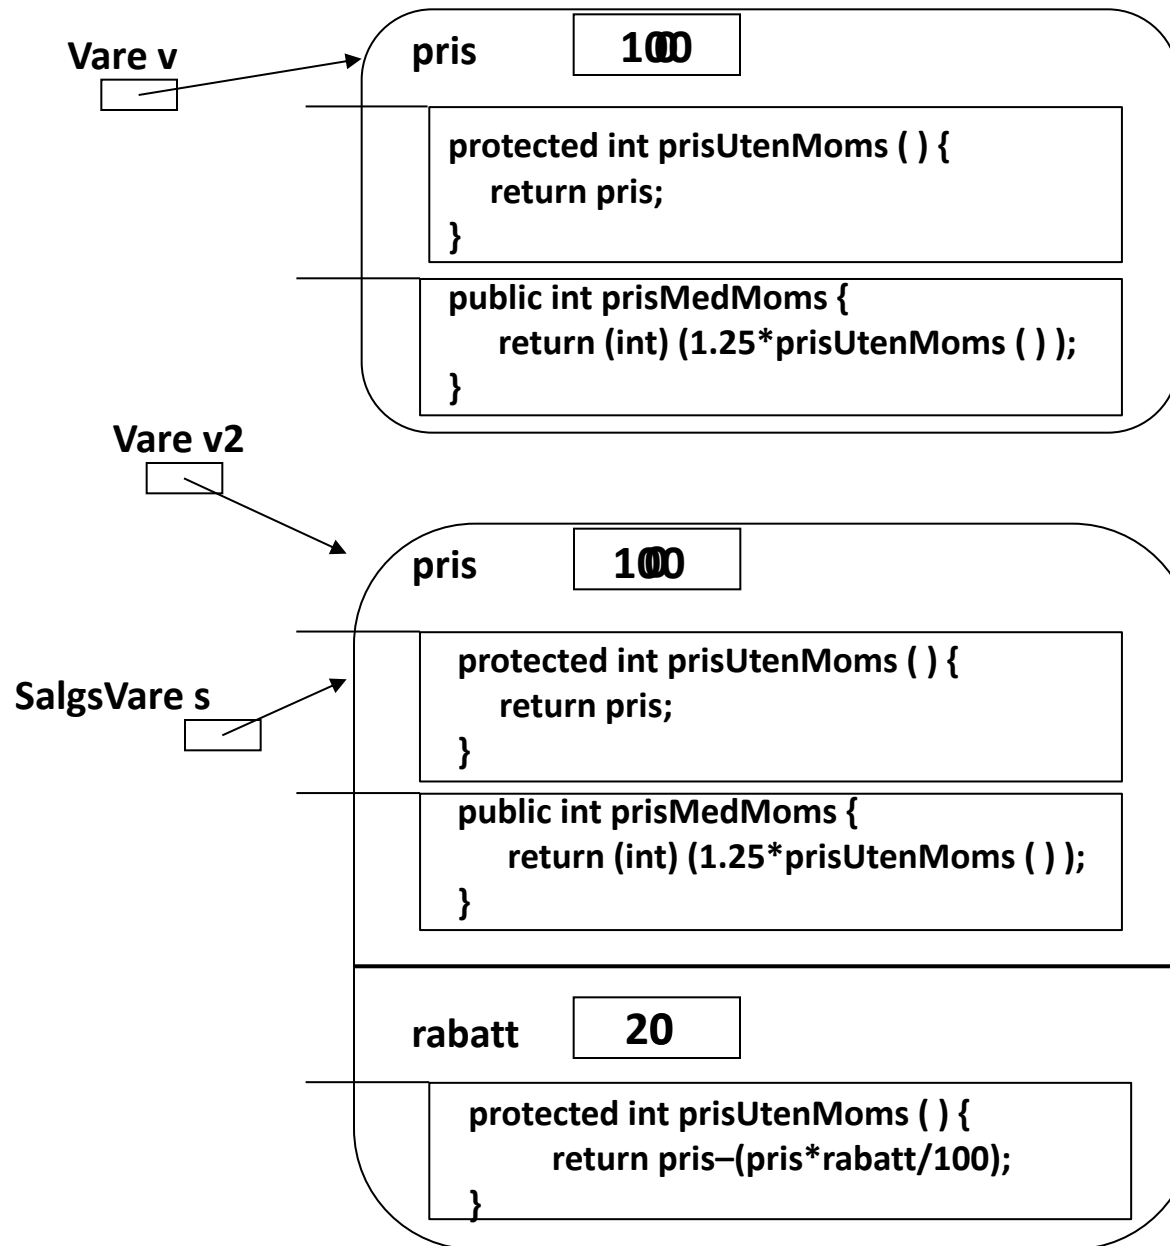 Vare v
pris
protected int prisUtenMoms ( ) {
return pris;
}
public int prisMedMoms {
return (int) (1.25*prisUtenMoms ( ) );
}
Vare v2
pris
SalgsVare s
protected int prisUtenMoms ( ) {
return pris;
}
public int prisMedMoms {
return (int) (1.25*prisUtenMoms ( ) );
}
rabatt 20
protected int prisUtenMoms ( ) {
return pris–(pris*rabatt/100);
}